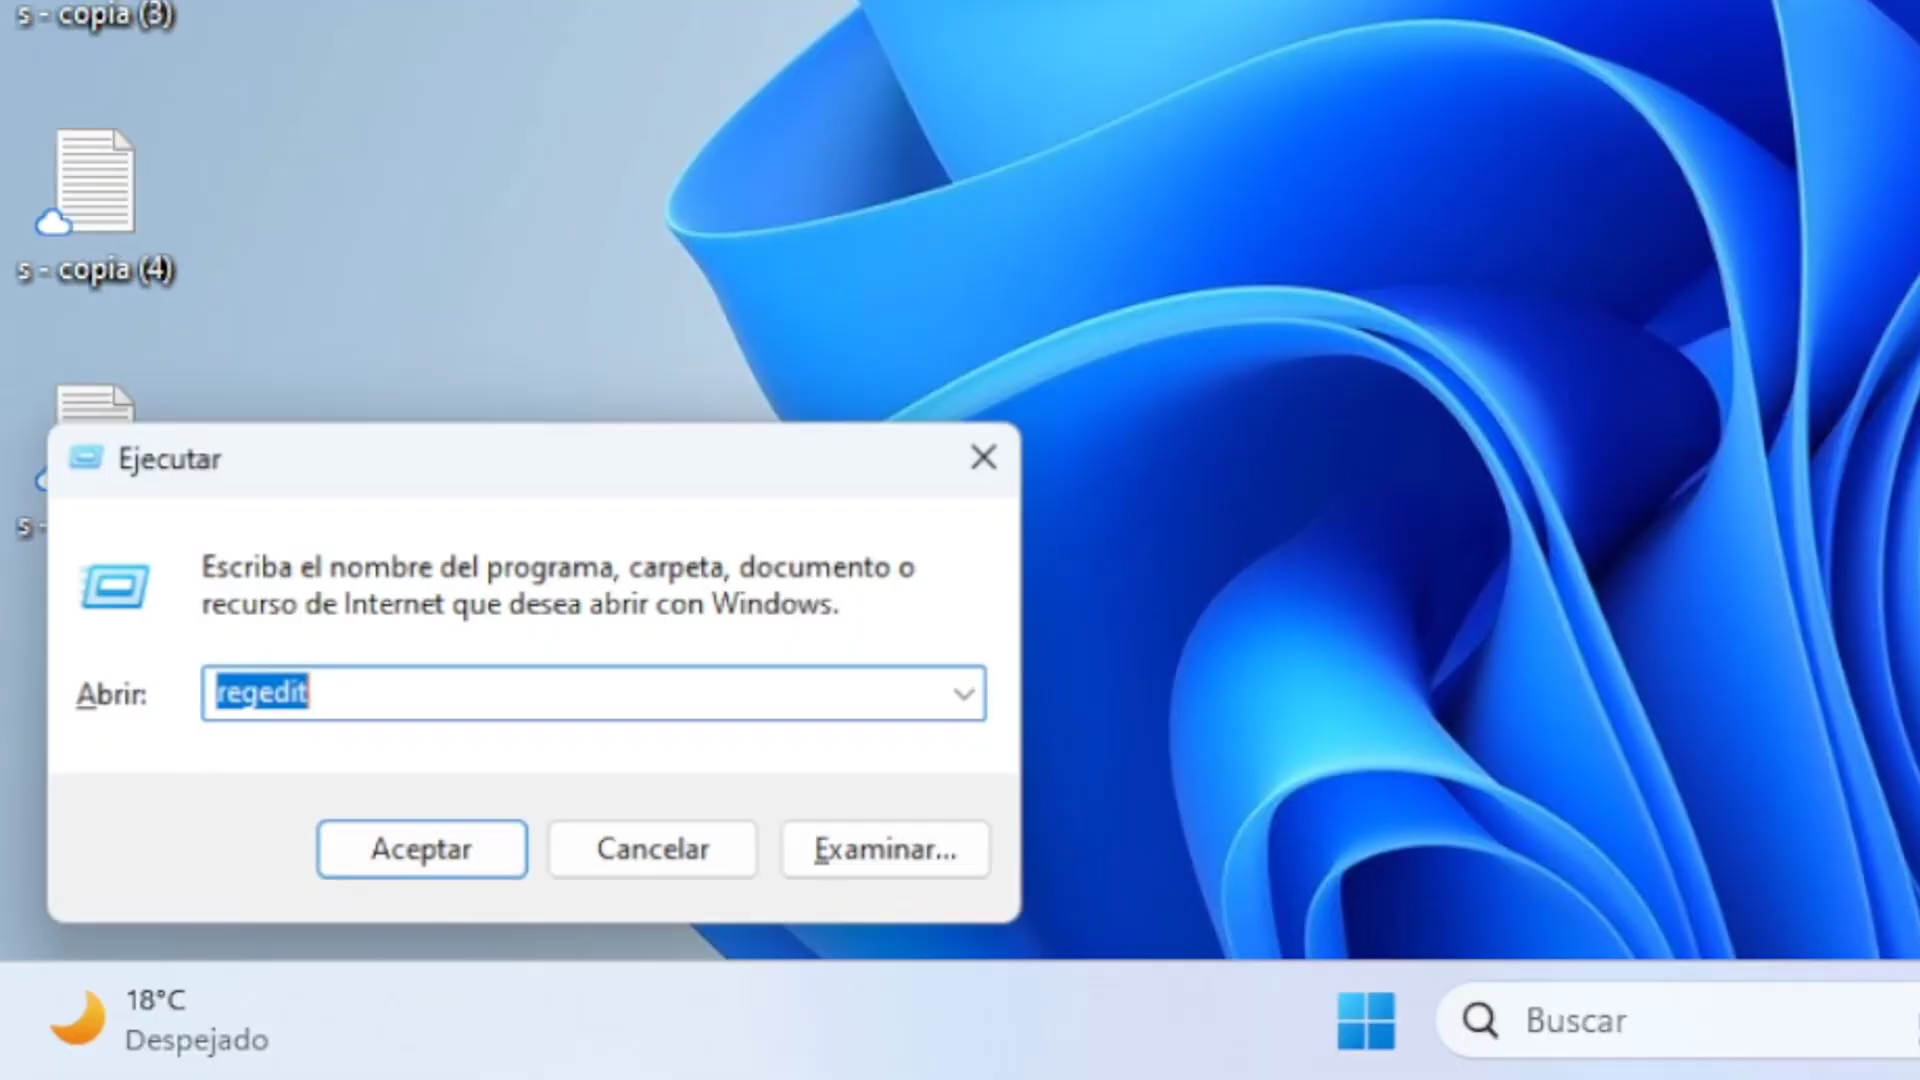 s - copia (3)
s - copia (4)
s -
Ejecutar
Escriba el nombre del programa, carpeta, documento o
recurso de Internet que desea abrir con Windows.
Abrir:
regedit
Aceptar
Cancelar
Examinar...
18°C
Despejado
Buscar